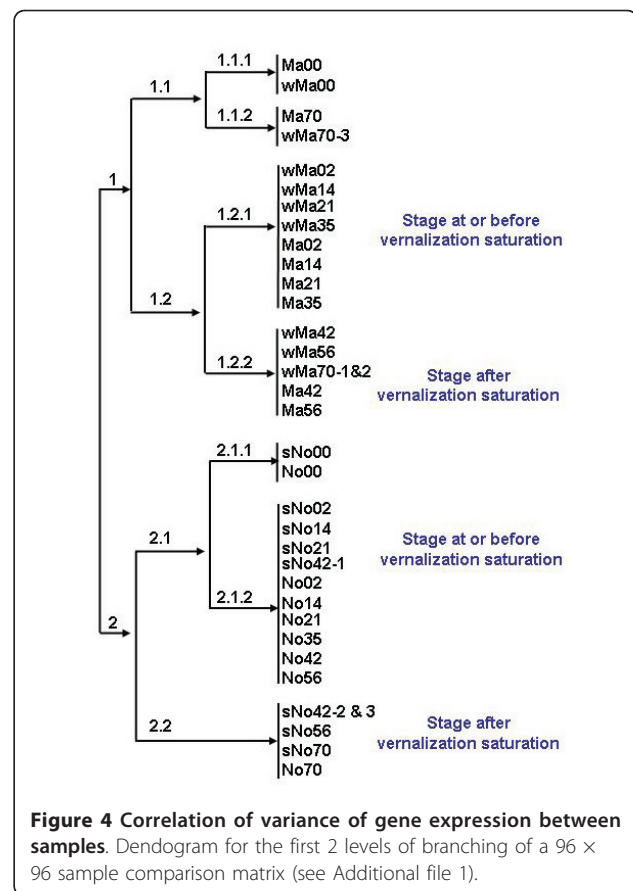 1.1.1
Ma00
wMa00
1.1
1.1.2
Ma70
wMa70-3
1
wMa02
wMa14
wMa21
1.2.1
wMa35
Ma02
Ma14
Ma21
Ma35
Stage at or before
vernalization saturation
1.2
wMa42
wMa56
1.2.2
wMa70-1&2
Ma42
Ma56
Stage after
vernalization saturation
2.1.1
sNo00
No00
sNo02
sNo14
2.1
sNo21
sNo42-1
No02
2.1.2
No14
No21
No35
No42
No56
Stage at or before
vernalization saturation
2
2.2
sNo42-2 & 3
sNo56
sNo70
No70
Stage after
vernalization saturation
Figure 4 Correlation of variance of gene expression between
samples. Dendogram for the first 2 levels of branching of a 96 ×
96 sample comparison matrix (see Additional file 1).